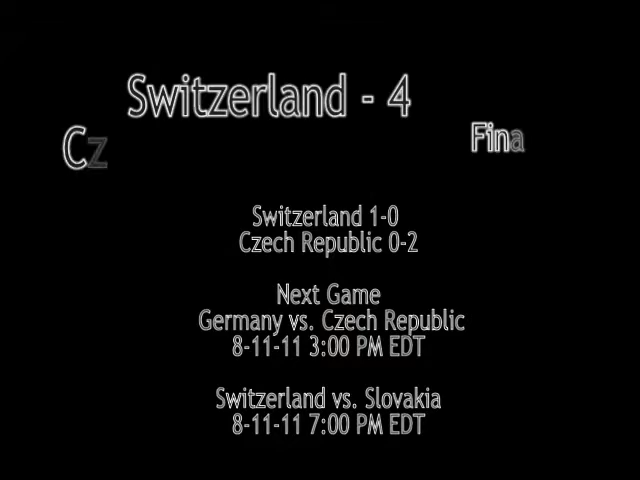 Switzerland - 4
Cz
Fina
Switzerland 1-0
Czech Republic 0-2
Next Game
Germany vs. Czech Republic
8-11-11 3:00 PM EDT
Switzerland vs. Slovakia
8-11-11 7:00 PM EDT